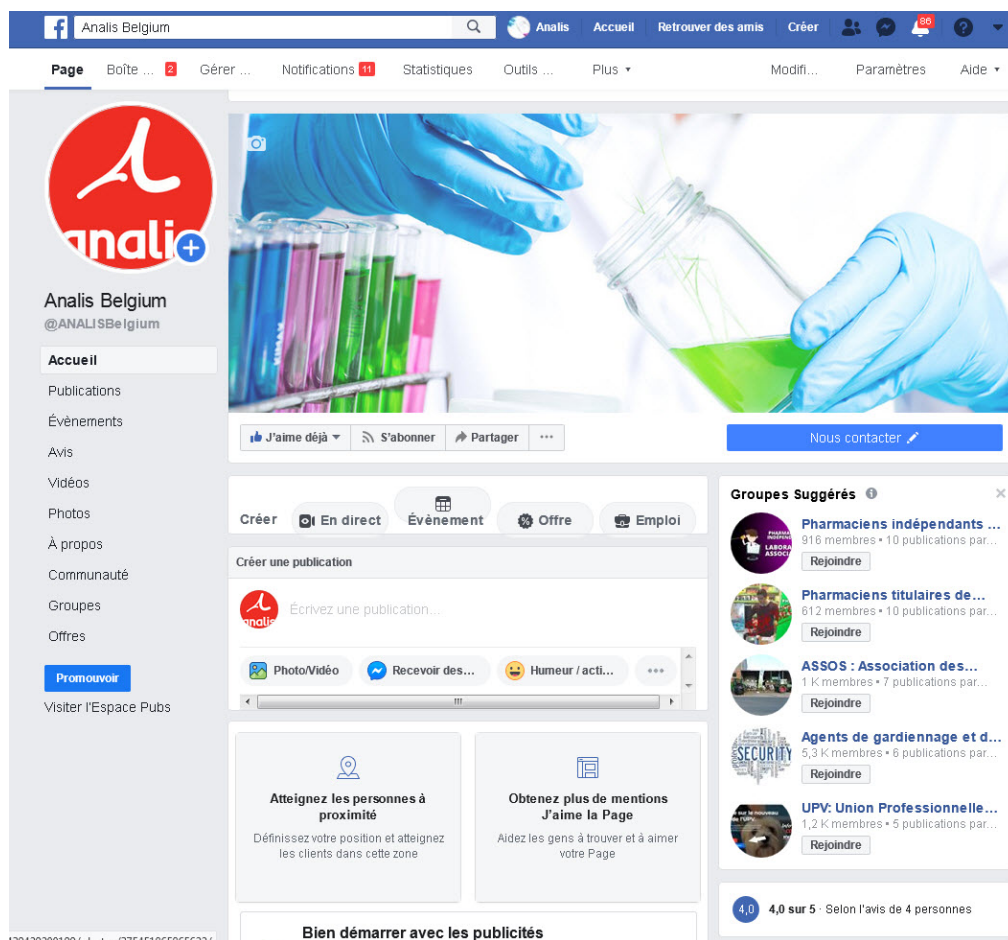 Analis Belgium
Analis
Accueil
Retrouver des amis
Créer
86
Page
Boîte ... 2
Gérer ...
Notifications 11
Statistiques
Outils ...
Plus
Modifi...
Paramètres
Aide
analis
Analis Belgium
@ANALISBelgium
Accueil
Publications
Évènements
Avis
Vidéos
Photos
À propos
Communauté
Groupes
Offres
Promouvoir
Visiter l'Espace Pubs
KIMAX
J'aime déjà
S'abonner
Partager
Nous contacter
Créer
En direct
Évènement
Offre
Emploi
Créer une publication
analis
Écrivez une publication...
Photo/Vidéo
Recevoir des...
Humeur / acti...
Atteignez les personnes à
proximité
Définissez votre position et atteignez
les clients dans cette zone
Obtenez plus de mentions
J'aime la Page
Aidez les gens à trouver et à aimer
votre Page
Bien démarrer avec les publicités
Groupes Suggérés
Pharmaciens indépendants ...
916 membres • 10 publications par...
Rejoindre
Pharmaciens titulaires de...
612 membres • 10 publications par...
Rejoindre
ASSOS : Association des...
1 K membres • 7 publications par...
Rejoindre
SECURITY
Agents de gardiennage et d...
5,3 K membres • 6 publications par...
Rejoindre
UPV: Union Professionnelle...
1,2 K membres • 5 publications par...
Rejoindre
4,0
4,0 sur 5 · Selon l'avis de 4 personnes